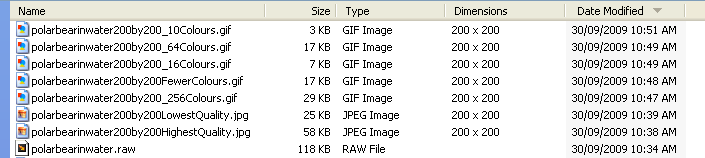 Name Size Type Dimensions Date Modified
polarbearinwater200by200_10Colours.gif 3 KB GIF Image 200 x 200 30/09/2009 10:51 AM
polarbearinwater200by200_64Colours.gif 17 KB GIF Image 200 x 200 30/09/2009 10:49 AM
polarbearinwater200by200_16Colours.gif 7 KB GIF Image 200 x 200 30/09/2009 10:49 AM
polarbearinwater200by200FewerColours.gif 17 KB GIF Image 200 x 200 30/09/2009 10:48 AM
polarbearinwater200by200_256Colours.gif 29 KB GIF Image 200 x 200 30/09/2009 10:47 AM
polarbearinwater200by200LowestQuality.jpg 25 KB JPEG Image 200 x 200 30/09/2009 10:39 AM
polarbearinwater200by200HighestQuality.jpg 58 KB JPEG Image 200 x 200 30/09/2009 10:38 AM
polarbearinwater.raw 118 KB RAW File 30/09/2009 10:34 AM